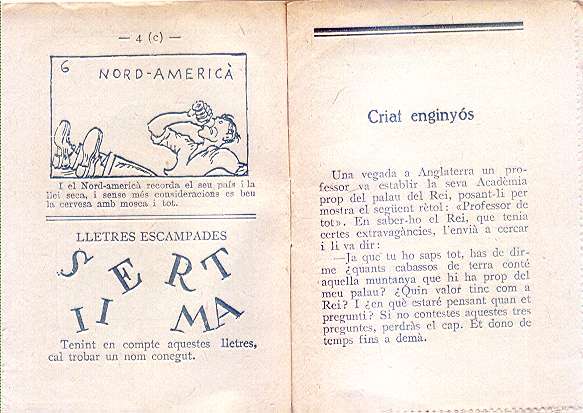 — 4 (c) —
6
NORD-AMERICÀ
I el Nord-americà recorda el seu país i la
llei seca, i sense més consideracions es beu
la cervesa amb mosca i tot.
LLETRES ESCAMPADES
S E R T
I I M A
Tenint en compte aquestes lletres,
cal trobar un nom conegut.
Criat enginyós
Una vegada a Anglaterra un pro-
fessor va establir la seva Acadèmia
prop del palau del Rei, posant-li per
mostra el següent rètol: «Professor de
tot». En saber-ho el Rei, que tenia
certes extravagàncies, l'envià a cercar
i li va dir:
—Ja que tu ho saps tot, has de dir-
me ¿quants cabassos de terra conté
aquella muntanya que hi ha prop del
meu palau? ¿Quin valor tinc com a
Rei? I ¿en què estaré pensant quan et
pregunti? Si no contestes aquestes tres
preguntes, perdràs el cap. Et dono de
temps fins a demà.